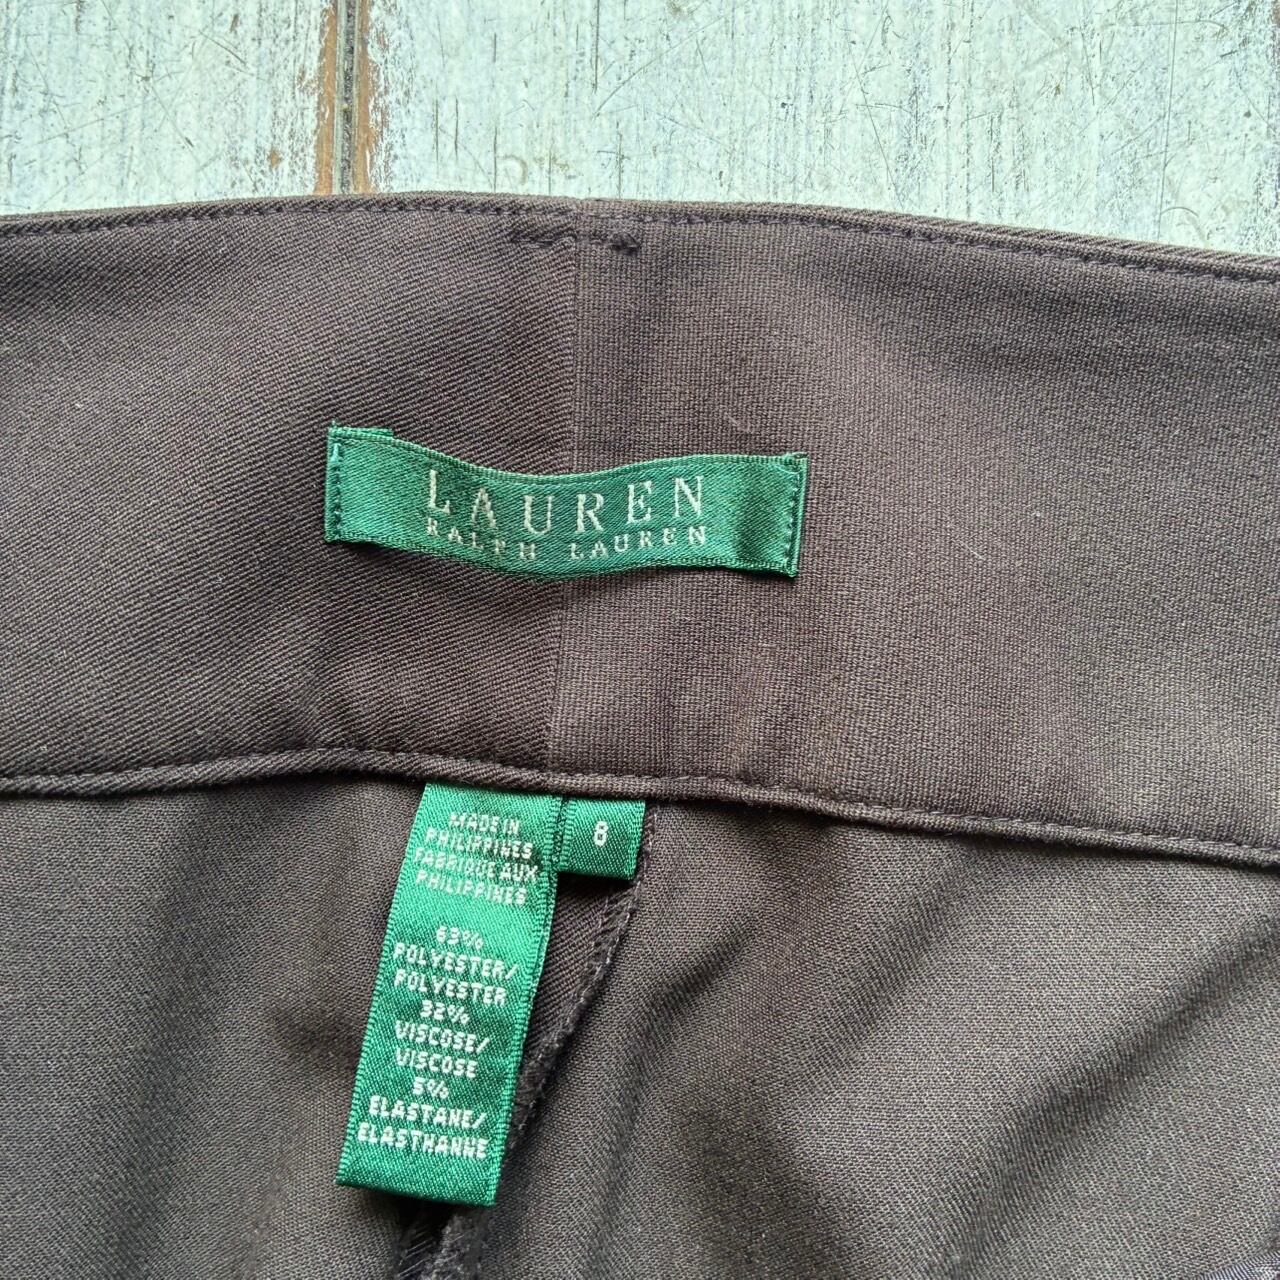 LAUREN
RALPH LAUREN
MADE IN
PHILIPPINES
FABRIQUE AUX
PHILIPPINES
8
63%
POLYESTER/
POLYESTER
32%
VISCOSE/
VISCOSE
5%
ELASTANE/
ELASTHANNE